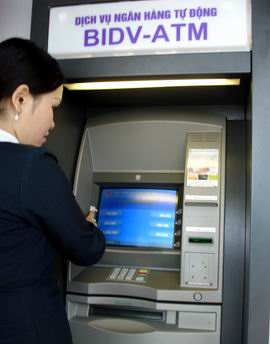 DỊCH VỤ NGÂN HÀNG TỰ ĐỘNG
BIDV-ATM